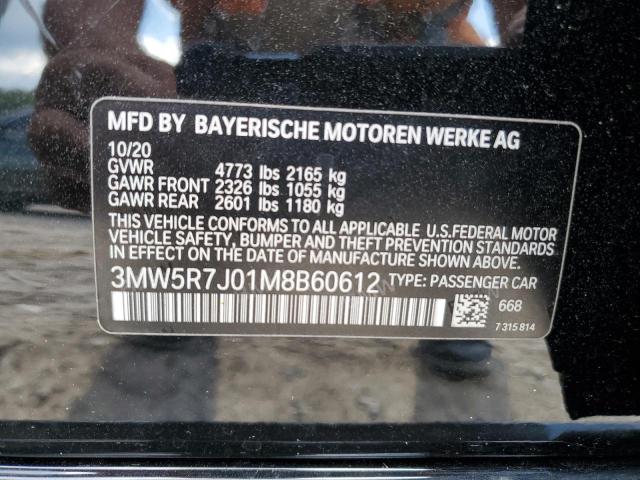 MFD BY BAYERISCHE MOTOREN WERKE AG
10/20
GVWR 4773 lbs 2165 kg
GAWR FRONT 2326 lbs 1055 kg
GAWR REAR 2601 lbs 1180 kg
THIS VEHICLE CONFORMS TO ALL APPLICABLE U.S.FEDERAL MOTOR
VEHICLE SAFETY, BUMPER AND THEFT PREVENTION STANDARDS
IN EFFECT ON THE DATE OF MANUFACTURE SHOWN ABOVE.
3MW5R7J01M8B60612 TYPE: PASSENGER CAR
668
7 315 814